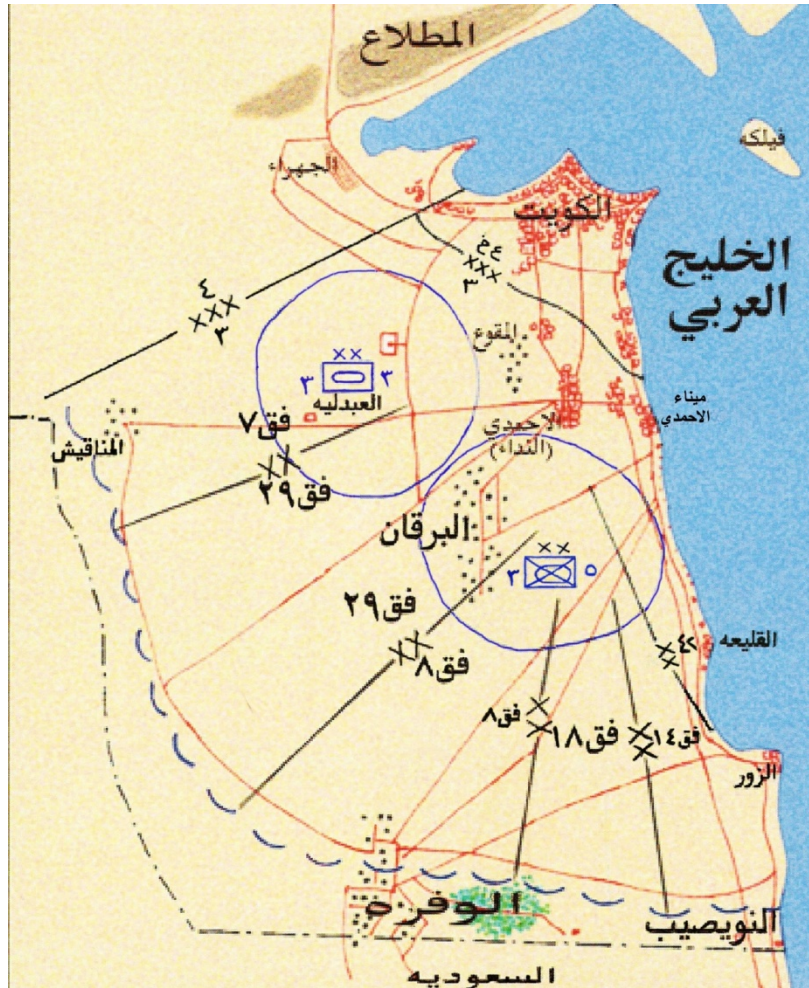 المطلاع
فيلكه
الجهراء
الكويت
الخليج
العربي
٤
×××
٣
×××
٣
المقوع
××
٣ ٣
العبدليه
ميناء
الاحمدي
الاحمدي
(النداء)
المناقيش
فق٧
××
فق٢٩
البرقان
××
٣ ٥
فق٢٩
××
فق٨
القليعه
××
فق٨
××
فق١٨
××
فق١٤
الزور
الوفره
النويصيب
السعوديه